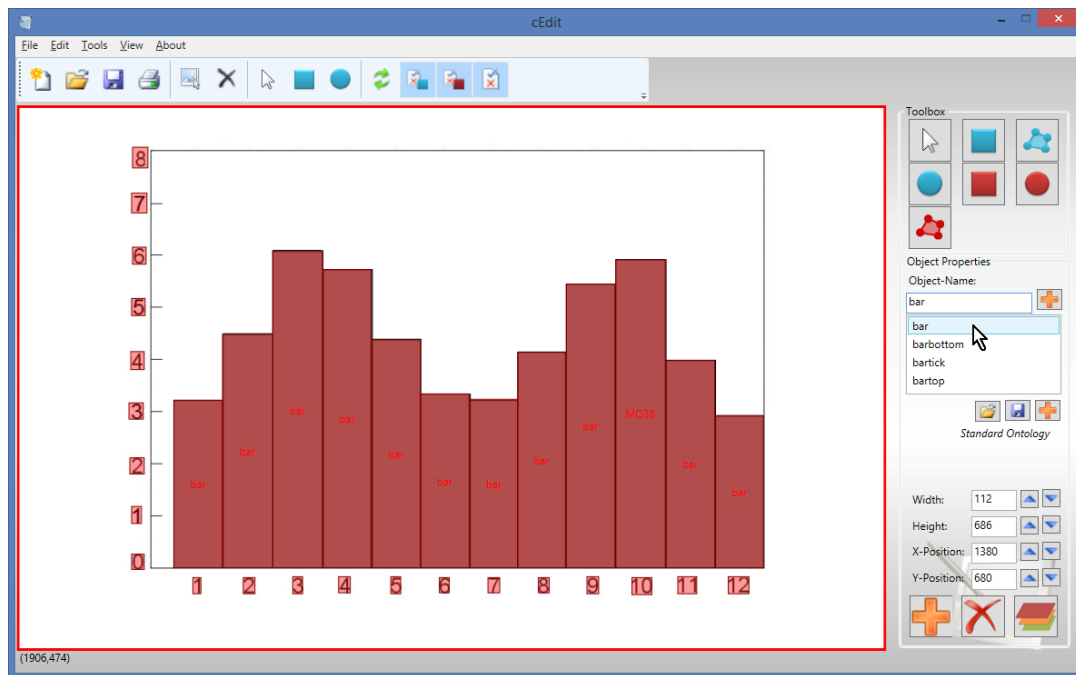 cEdit
File Edit Tools View About
8
7
6
5
4
3
2
1
0
bar bar bar bar bar bar bar bar bar MO38 bar bar
1 2 3 4 5 6 7 8 9 10 11 12
(1906,474)
Toolbox
Object Properties
Object-Name:
bar
bar
barbottom
bartick
bartop
Standard Ontology
Width: 112
Height: 686
X-Position: 1380
Y-Position: 680